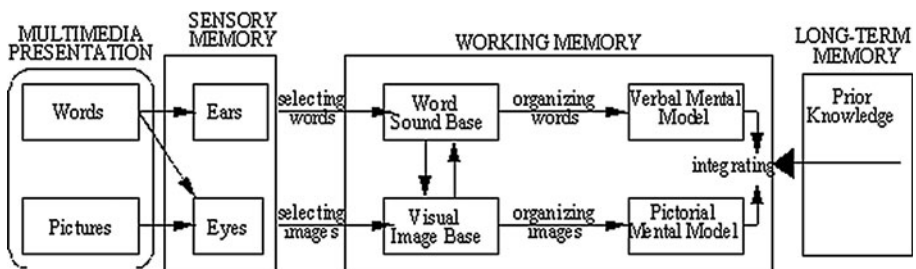 MULTIMEDIA
PRESENTATION
SENSORY
MEMORY
WORKING MEMORY
LONG-TERM
MEMORY
Words
Ears
selecting
words
Word
Sound Base
organizing
words
Verbal Mental
Model
Prior
Knowledge
integrating
Pictures
Eyes
selecting
images
Visual
Image Base
organizing
images
Pictorial
Mental Model